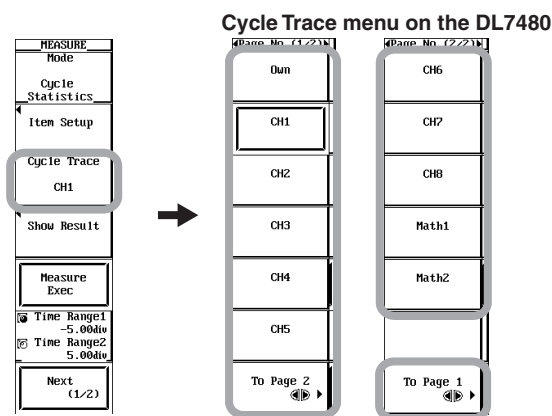 Cycle Trace menu on the DL7480
MEASURE
Mode
Cycle
Statistics
Item Setup
Cycle Trace
CH1
Show Result
Measure
Exec
Time Range1
-5.00div
Time Range2
5.00div
Next
(1/2)
Page No.(1/2)
Own
CH1
CH2
CH3
CH4
CH5
To Page 2
Page No.(2/2)
CH6
CH7
CH8
Math1
Math2
To Page 1